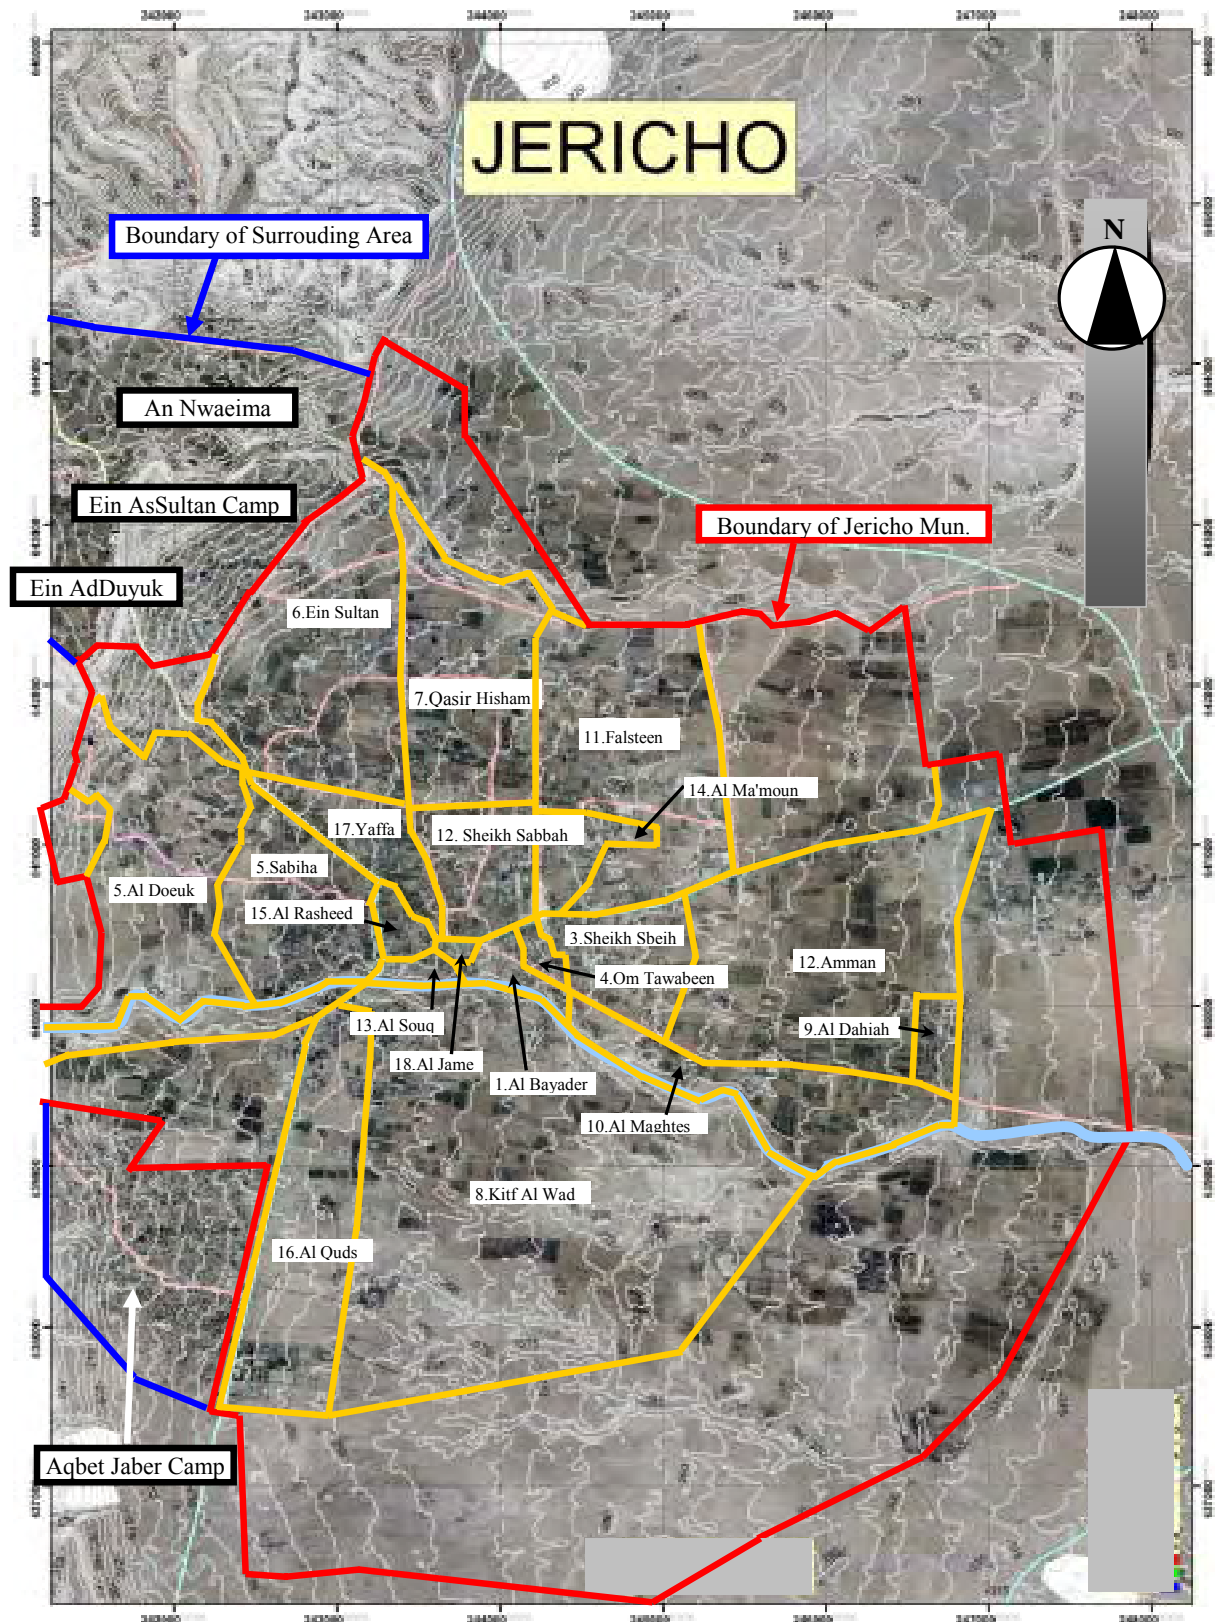 JERICHO
Boundary of Surrouding Area
N
An Nwaeima
Ein AsSultan Camp
Boundary of Jericho Mun.
Ein AdDuyuk
6.Ein Sultan
7.Qasir Hisham
11.Falsteen
14.Al Ma'moun
17.Yaffa
12. Sheikh Sabbah
5.Sabiha
5.Al Doeuk
15.Al Rasheed
3.Sheikh Sbeih
12.Amman
4.Om Tawabeen
13.Al Souq
9.Al Dahiah
18.Al Jame
1.Al Bayader
10.Al Maghtes
8.Kitf Al Wad
16.Al Quds
Aqbet Jaber Camp